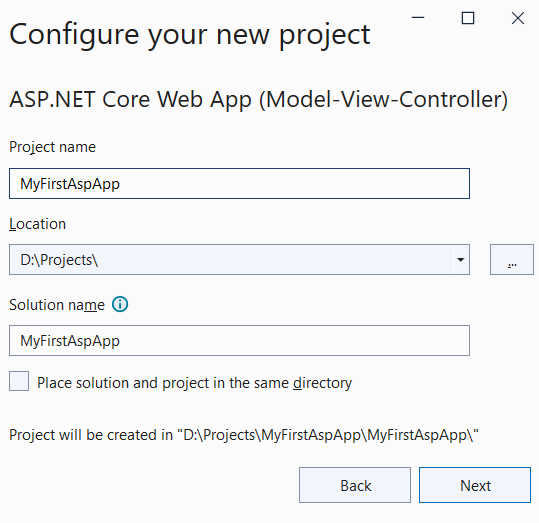 Configure your new project
ASP.NET Core Web App (Model-View-Controller)
Project name
MyFirstAspApp
Location
D:\Projects\
...
Solution name
MyFirstAspApp
Place solution and project in the same directory
Project will be created in "D:\Projects\MyFirstAspApp\MyFirstAspApp\"
Back
Next